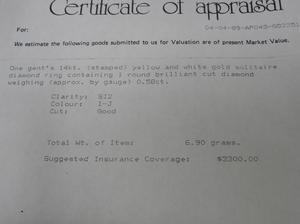 Certificate of appraisal
For:
We estimate the following goods submitted to us for Valuation are of present Market Value.
One gent's 14kt. (stamped) yellow and white gold solitaire
diamond ring containing 1 round brilliant cut diamond
weighing (approx. by gauge) 0.58ct.
Clarity: SI2
Colour: I-J
Cut: Good
Total Wt. of Item: 6.90 grams.
Suggested Insurance Coverage: $2200.00